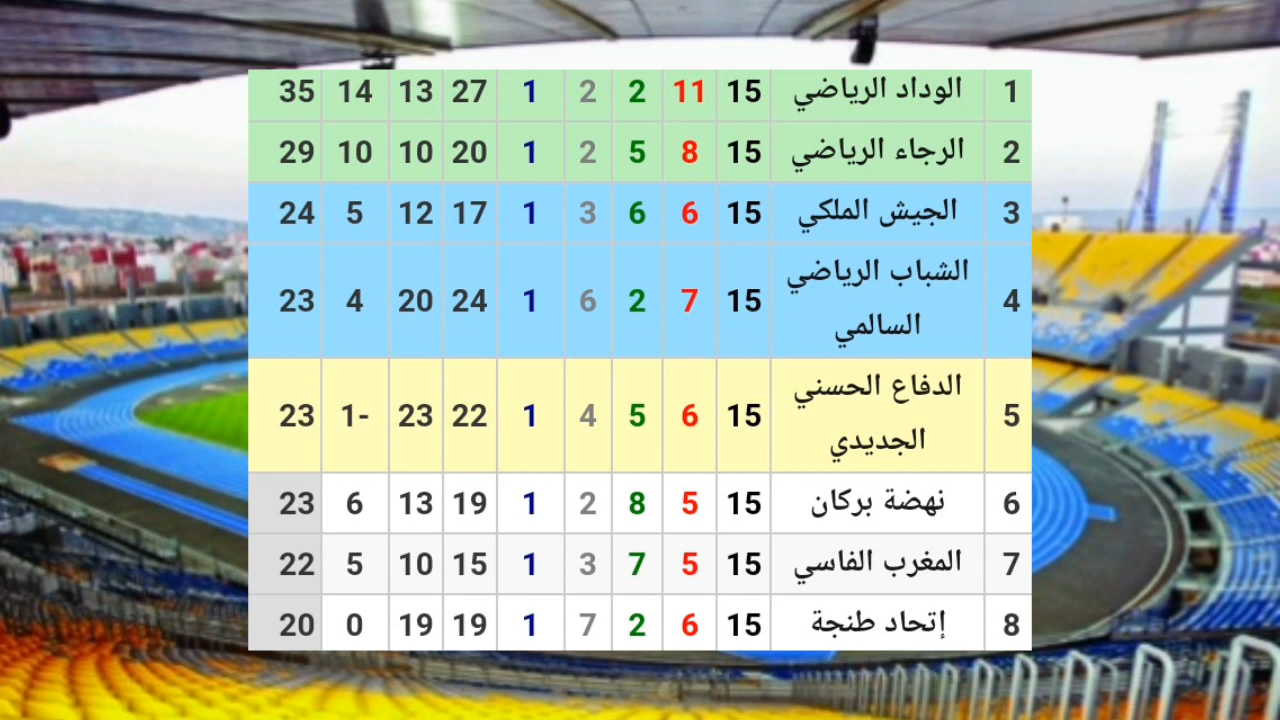 1 الوداد الرياضي 15 11 2 2 1 27 13 14 35
2 الرجاء الرياضي 15 8 5 2 1 20 10 10 29
3 الجيش الملكي 15 6 6 3 1 17 12 5 24
الشباب الرياضي
4 15 7 2 6 1 24 20 4 23
السالمي
الدفاع الحسني
5 15 6 5 4 1 22 23 1- 23
الجديدي
6 نهضة بركان 15 5 8 2 1 19 13 6 23
7 المغرب الفاسي 15 5 7 3 1 15 10 5 22
8 إتحاد طنجة 15 6 2 7 1 19 19 0 20